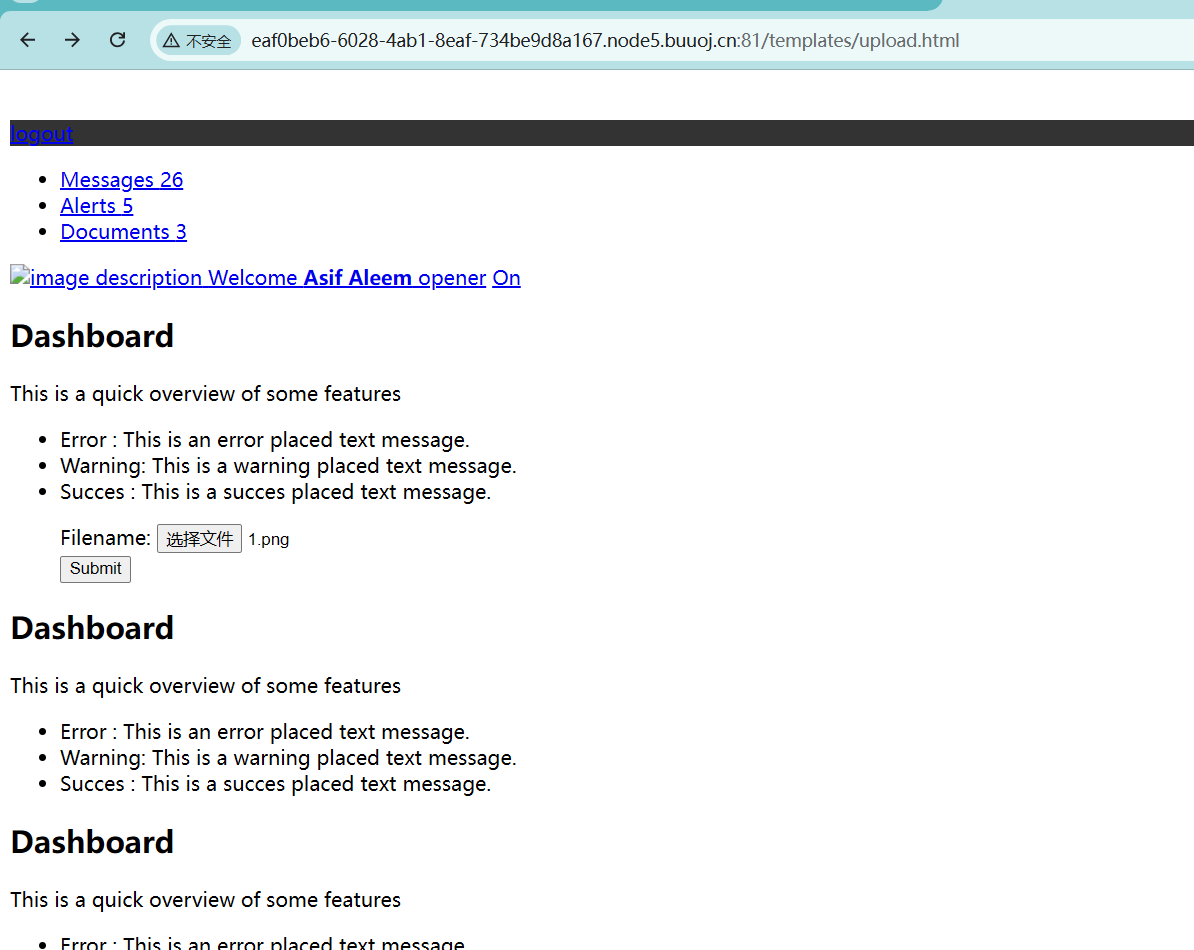 不安全 eaf0beb6-6028-4ab1-8eaf-734be9d8a167.node5.buuoj.cn:81/templates/upload.html
logout
Messages 26
Alerts 5
Documents 3
image description Welcome Asif Aleem opener On
Dashboard
This is a quick overview of some features
Error : This is an error placed text message.
Warning: This is a warning placed text message.
Succes : This is a succes placed text message.
Filename: 选择文件 1.png
Submit
Dashboard
This is a quick overview of some features
Error : This is an error placed text message.
Warning: This is a warning placed text message.
Succes : This is a succes placed text message.
Dashboard
This is a quick overview of some features
Error : This is an error placed text message.